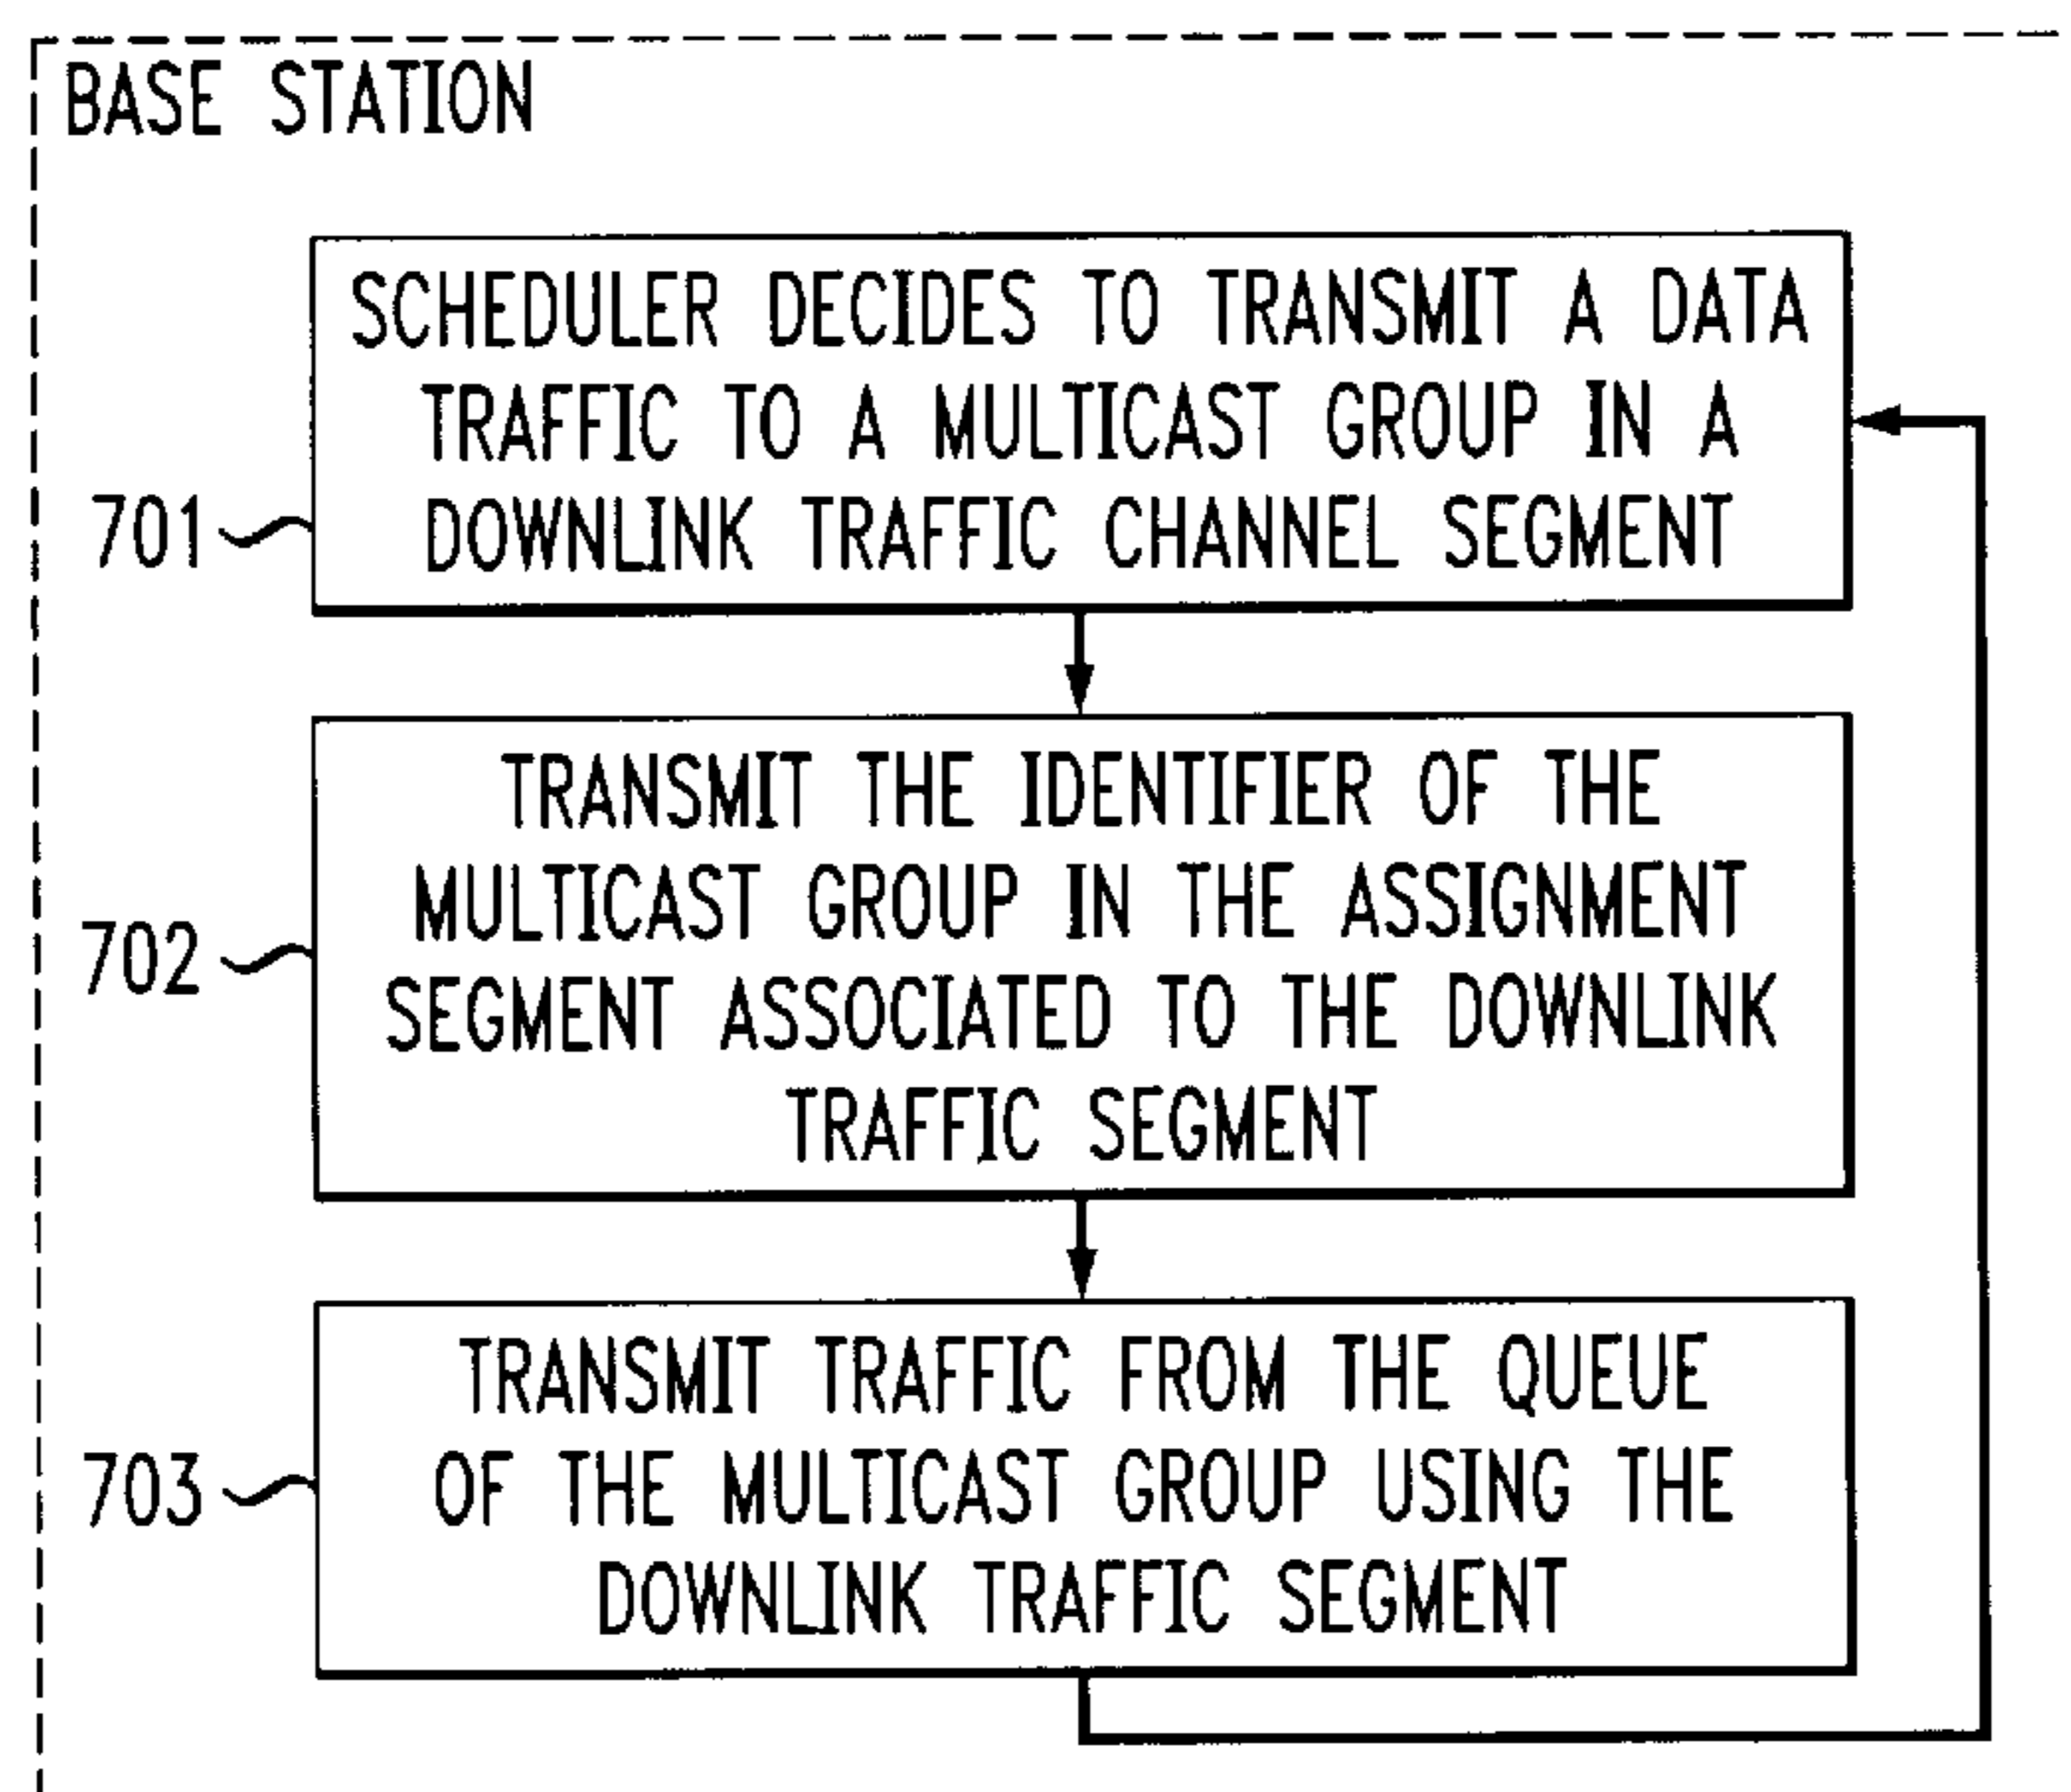 BASE STATION
SCHEDULER DECIDES TO TRANSMIT A DATA
TRAFFIC TO A MULTICAST GROUP IN A
DOWNLINK TRAFFIC CHANNEL SEGMENT
701
TRANSMIT THE IDENTIFIER OF THE
MULTICAST GROUP IN THE ASSIGNMENT
SEGMENT ASSOCIATED TO THE DOWNLINK
TRAFFIC SEGMENT
702
TRANSMIT TRAFFIC FROM THE QUEUE
OF THE MULTICAST GROUP USING THE
DOWNLINK TRAFFIC SEGMENT
703